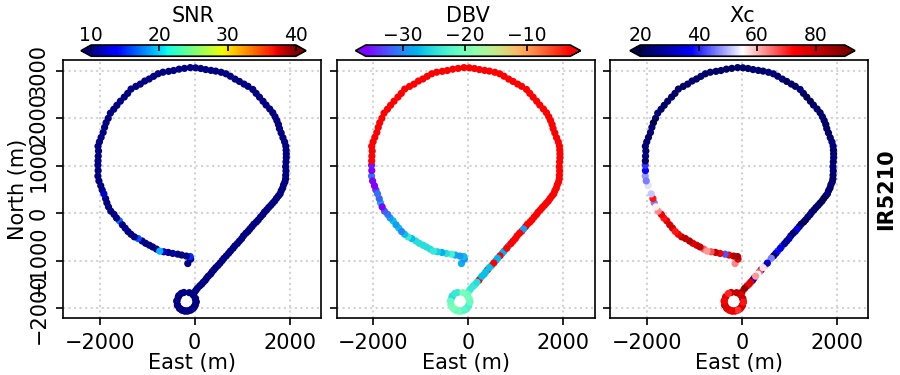 SNR DBV Xc
10 20 30 40 −30 −20 −10 20 40 60 80
North (m)
3000
2000
1000
0
−1000
−2000
IR5210
−2000 0 2000 −2000 0 2000 −2000 0 2000
East (m) East (m) East (m)